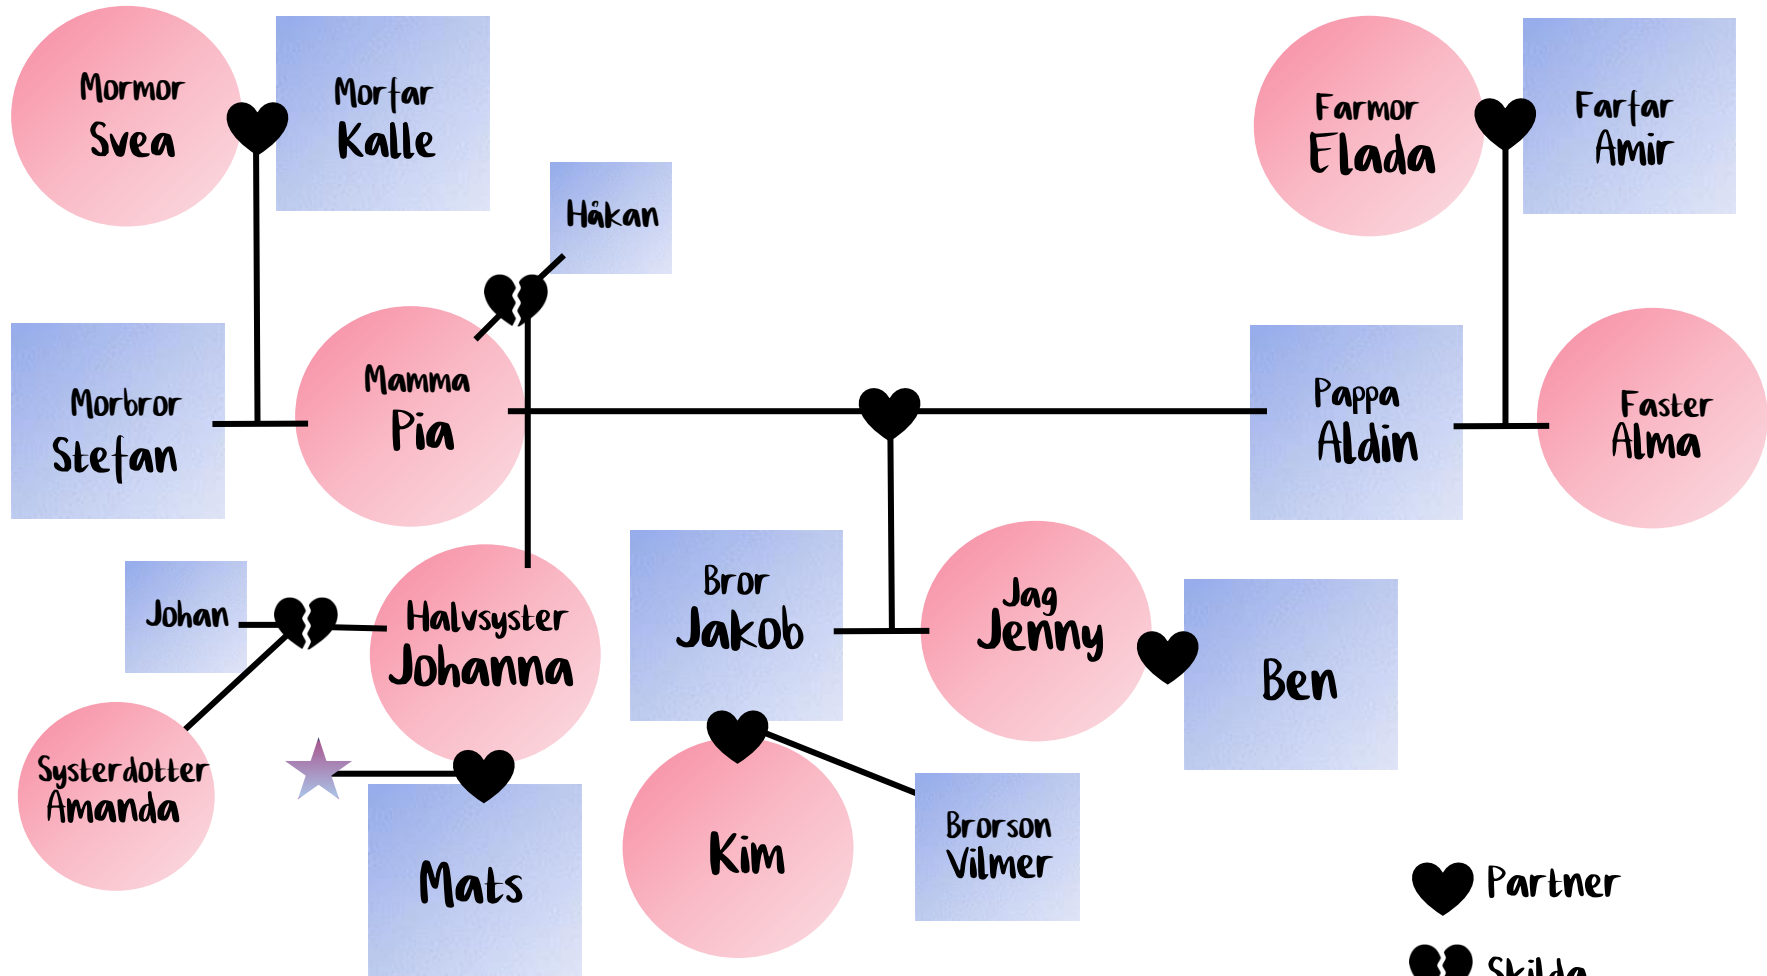 Mormor
Svea
Morfar
Kalle
Farmor
Elada
Farfar
Amir
Håkan
Morbror
Stefan
Mamma
Pia
Pappa
Aldin
Faster
Alma
Johan
Halvsyster
Johanna
Bror
Jakob
Jag
Jenny
Ben
Systerdotter
Amanda
Mats
Kim
Brorson
Vilmer
Partner
Skilda